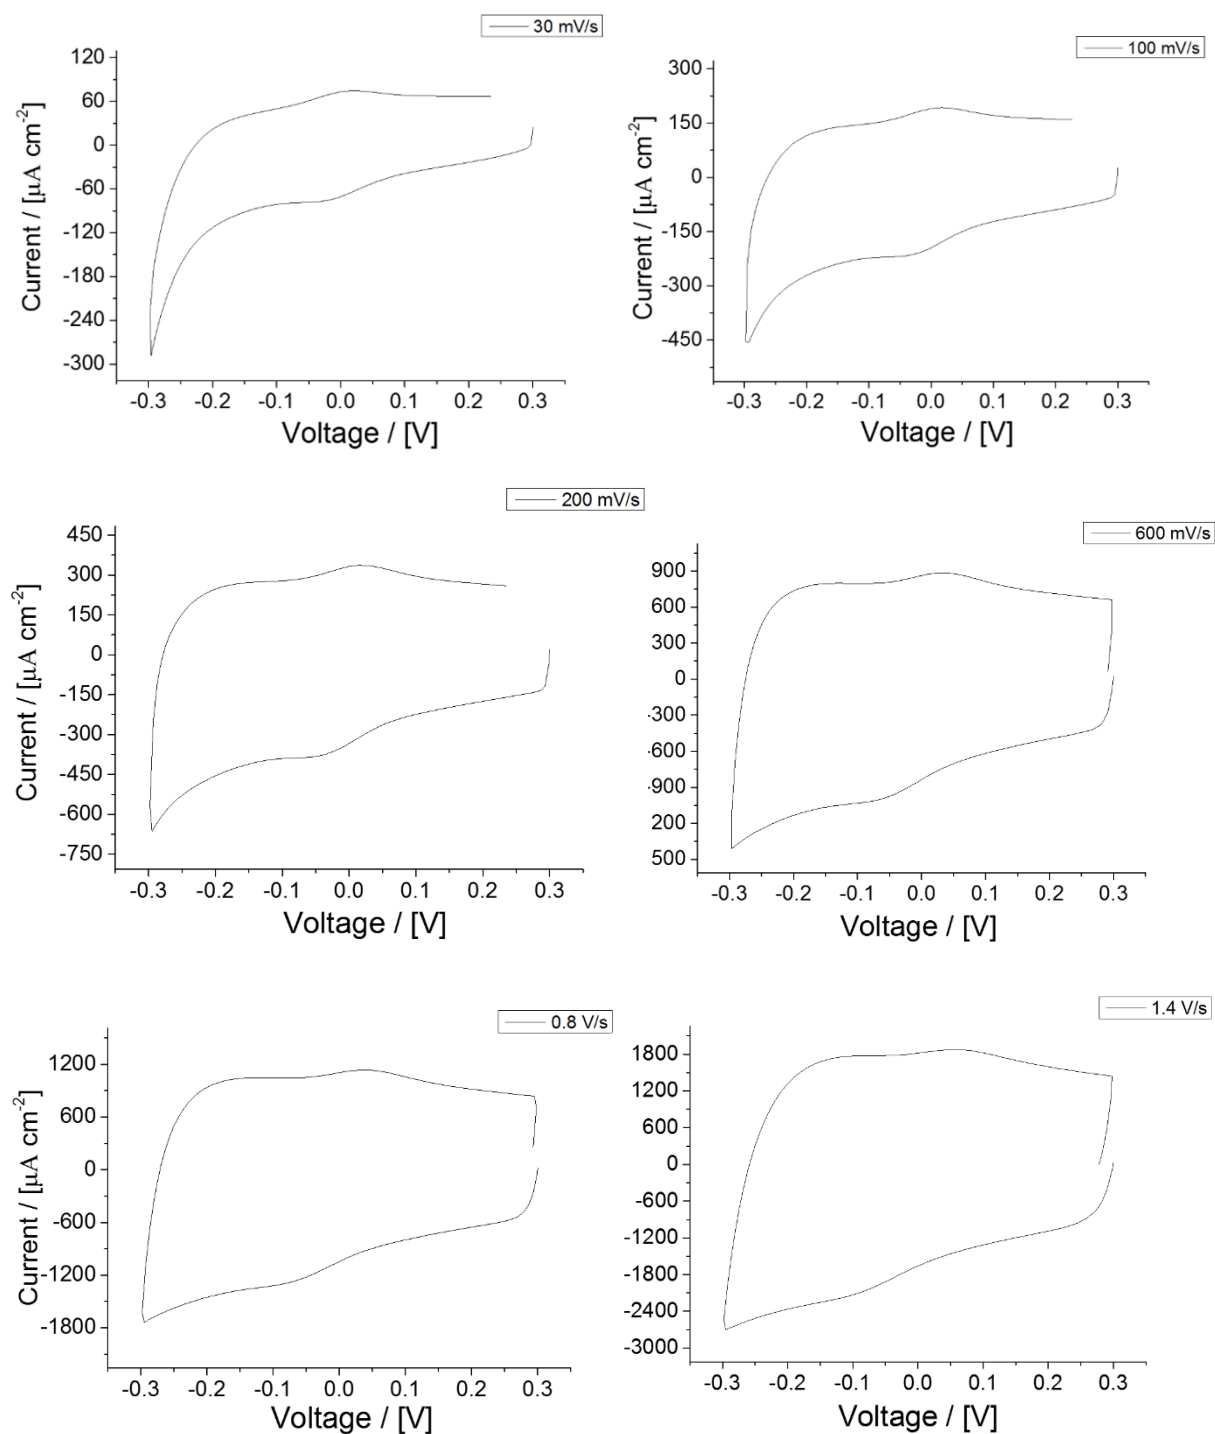 30 mV/s
120
60
0
-60
-120
-180
-240
-300
Current / [μA cm-2]
-0.3 -0.2 -0.1 0.0 0.1 0.2 0.3
Voltage / [V]
100 mV/s
300
150
0
-150
-300
-450
Current / [μA cm-2]
-0.3 -0.2 -0.1 0.0 0.1 0.2 0.3
Voltage / [V]
200 mV/s
450
300
150
0
-150
-300
-450
-600
-750
Current / [μA cm-2]
-0.3 -0.2 -0.1 0.0 0.1 0.2 0.3
Voltage / [V]
600 mV/s
900
600
300
0
-300
-600
-900
200
500
-0.3 -0.2 -0.1 0.0 0.1 0.2 0.3
Voltage / [V]
0.8 V/s
1200
600
0
-600
-1200
-1800
Current / [μA cm-2]
-0.3 -0.2 -0.1 0.0 0.1 0.2 0.3
Voltage / [V]
1.4 V/s
1800
1200
600
0
-600
-1200
-1800
-2400
-3000
-0.3 -0.2 -0.1 0.0 0.1 0.2 0.3
Voltage / [V]